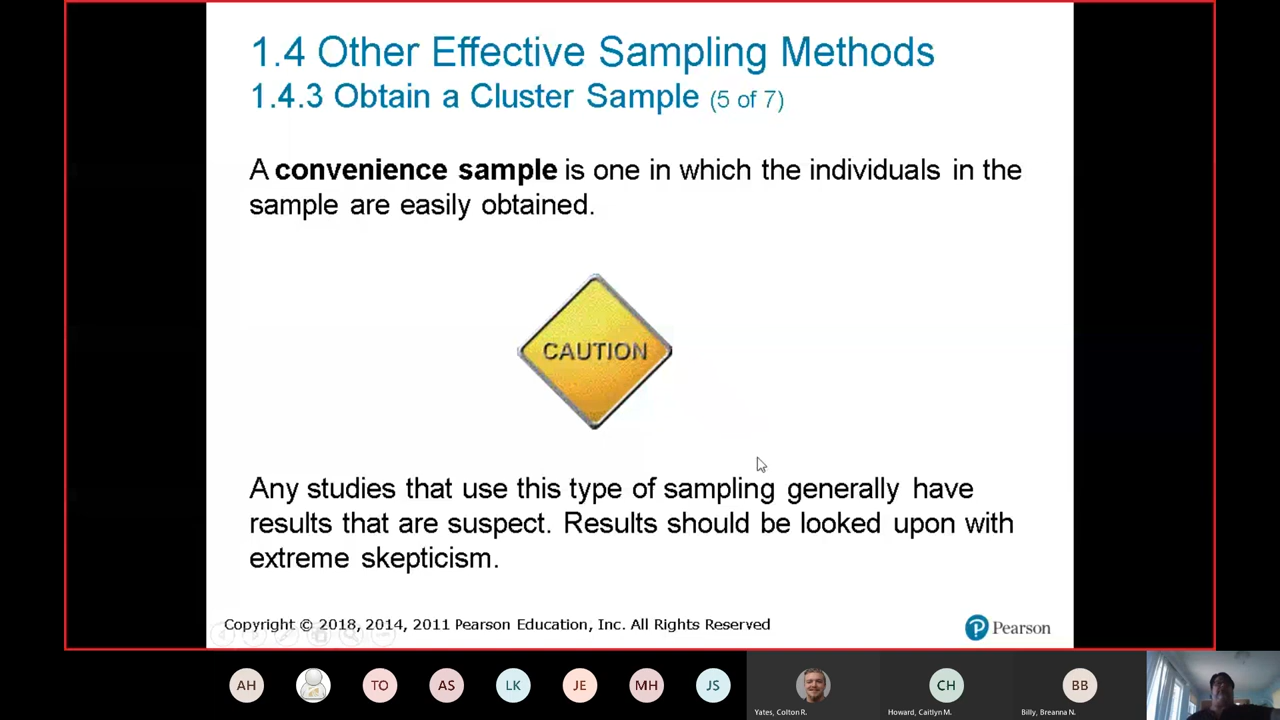 1.4 Other Effective Sampling Methods
1.4.3 Obtain a Cluster Sample (5 of 7)
A convenience sample is one in which the individuals in the
sample are easily obtained.
CAUTION
Any studies that use this type of sampling generally have
results that are suspect. Results should be looked upon with
extreme skepticism.
Copyright © 2018, 2014, 2011 Pearson Education, Inc. All Rights Reserved
P Pearson
AH TO AS LK JE MH JS CH BB
Yates, Colton R. Howard, Caitlyn M. Billy, Breanna N.